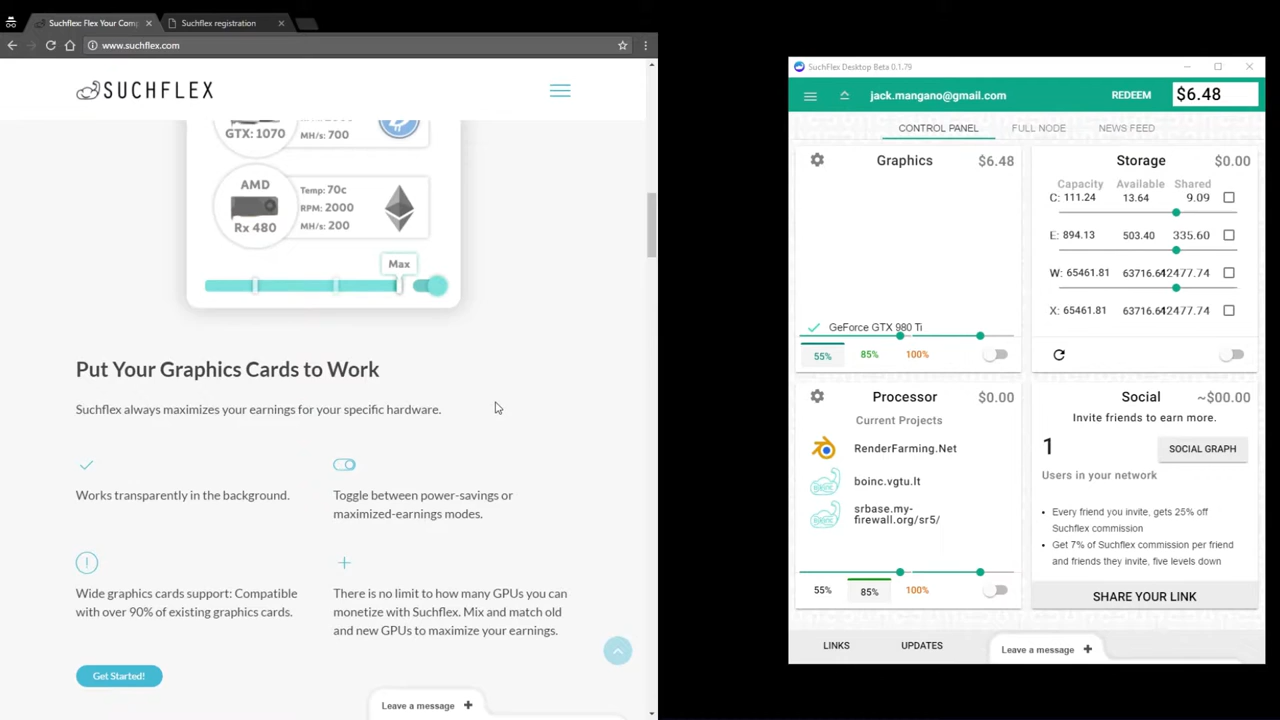 Suchflex: Flex Your Com
Suchflex registration
www.suchflex.com
SUCHFLEX
GTX: 1070
MH/s: 700
AMD
Rx 480
Temp: 70c
RPM: 2000
MH/s: 200
Max
Put Your Graphics Cards to Work
Suchflex always maximizes your earnings for your specific hardware.
Works transparently in the background.
Toggle between power-savings or
maximized-earnings modes.
Wide graphics cards support: Compatible
with over 90% of existing graphics cards.
There is no limit to how many GPUs you can
monetize with Suchflex. Mix and match old
and new GPUs to maximize your earnings.
Get Started!
Leave a message
SuchFlex Desktop Beta 0.1.79
jack.mangano@gmail.com
REDEEM
$6.48
CONTROL PANEL
FULL NODE
NEWS FEED
Graphics
$6.48
GeForce GTX 980 Ti
55%
85%
100%
Storage
$0.00
Capacity Available Shared
C: 111.24 13.64 9.09
E: 894.13 503.40 335.60
W: 65461.81 63716.61 12477.74
X: 65461.81 63716.61 12477.74
Processor
$0.00
Current Projects
RenderFarming.Net
boinc.vgtu.lt
srbase.my-
firewall.org/sr5/
55%
85%
100%
Social
~$00.00
Invite friends to earn more.
1
SOCIAL GRAPH
Users in your network
Every friend you invite, gets 25% off
Suchflex commission
Get 7% of Suchflex commission per friend
and friends they invite, five levels down
SHARE YOUR LINK
LINKS
UPDATES
Leave a message